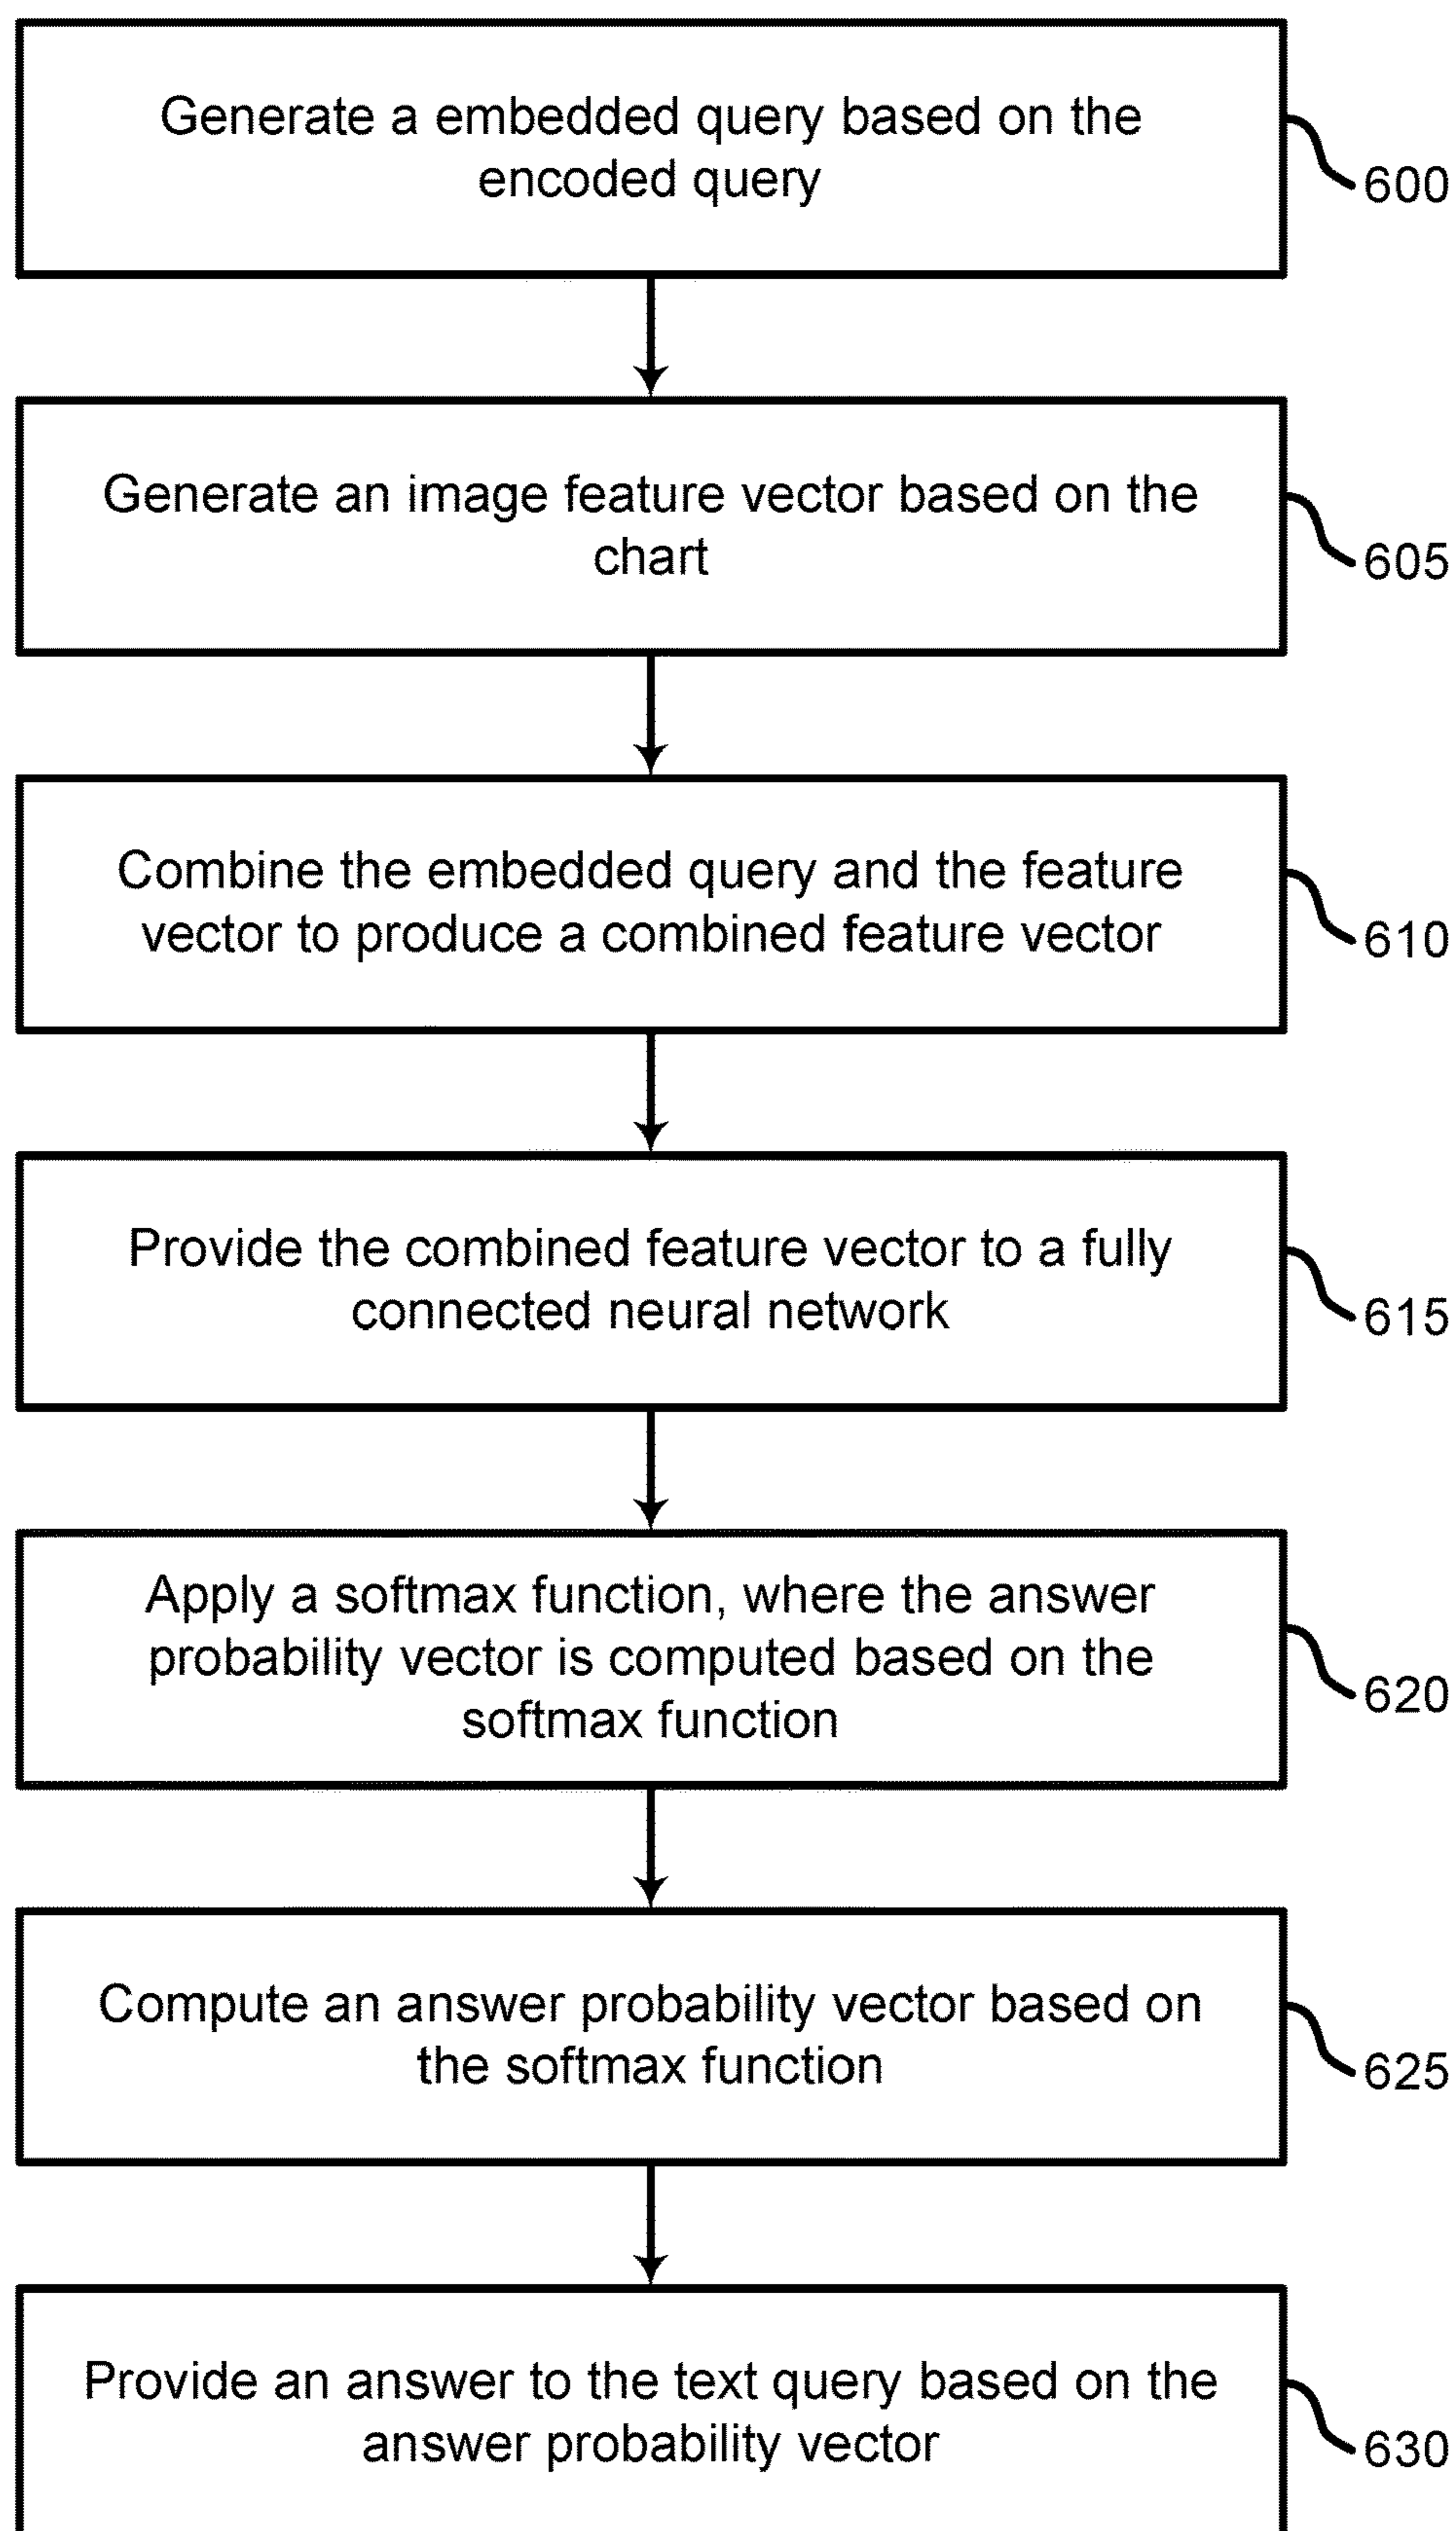 Generate a embedded query based on the
encoded query
600
Generate an image feature vector based on the
chart
605
Combine the embedded query and the feature
vector to produce a combined feature vector
610
Provide the combined feature vector to a fully
connected neural network
615
Apply a softmax function, where the answer
probability vector is computed based on the
softmax function
620
Compute an answer probability vector based on
the softmax function
625
Provide an answer to the text query based on the
answer probability vector
630